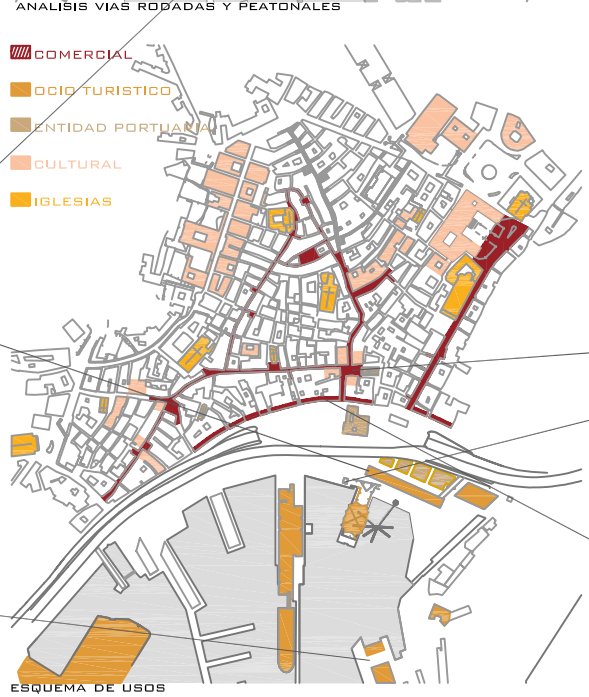 ANALISIS VIAS RODADAS Y PEATONALES
COMERCIAL
OCIO TURISTICO
ENTIDAD PORTUARIA
CULTURAL
IGLESIAS
ESQUEMA DE USOS